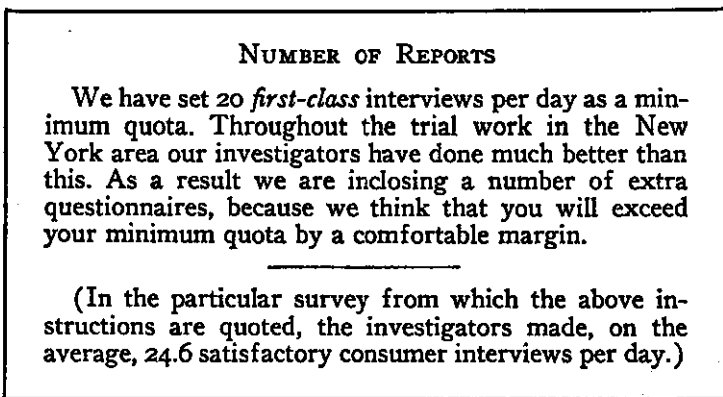 NUMBER OF REPORTS
We have set 20 first-class interviews per day as a min-
imum quota. Throughout the trial work in the New
York area our investigators have done much better than
this. As a result we are inclosing a number of extra
questionnaires, because we think that you will exceed
your minimum quota by a comfortable margin.
(In the particular survey from which the above in-
structions are quoted, the investigators made, on the
average, 24.6 satisfactory consumer interviews per day.)